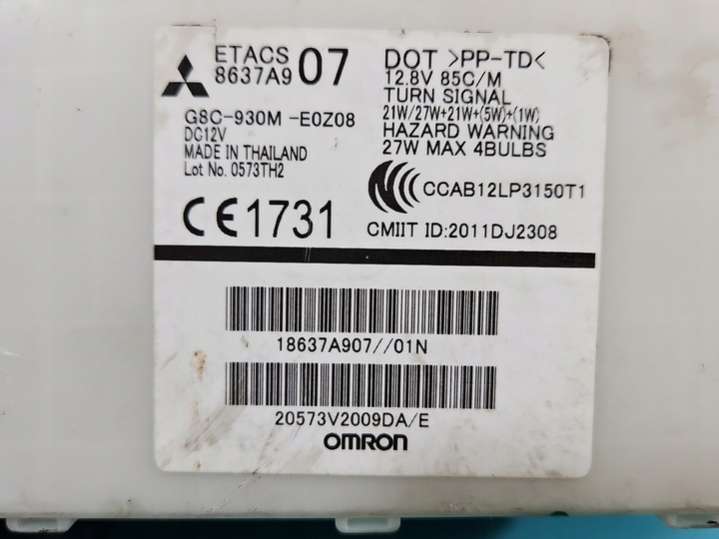 ETACS
8637A9 07
G8C-930M -E0Z08
DC12V
MADE IN THAILAND
Lot No. 0573TH2
CE1731
DOT >PP-TD<
12.8V 85C/M
TURN SIGNAL
21W/27W+21W+(5W)+(1W)
HAZARD WARNING
27W MAX 4BULBS
CCAB12LP3150T1
CMIIT ID:2011DJ2308
18637A907//01N
20573V2009DA/E
OMRON